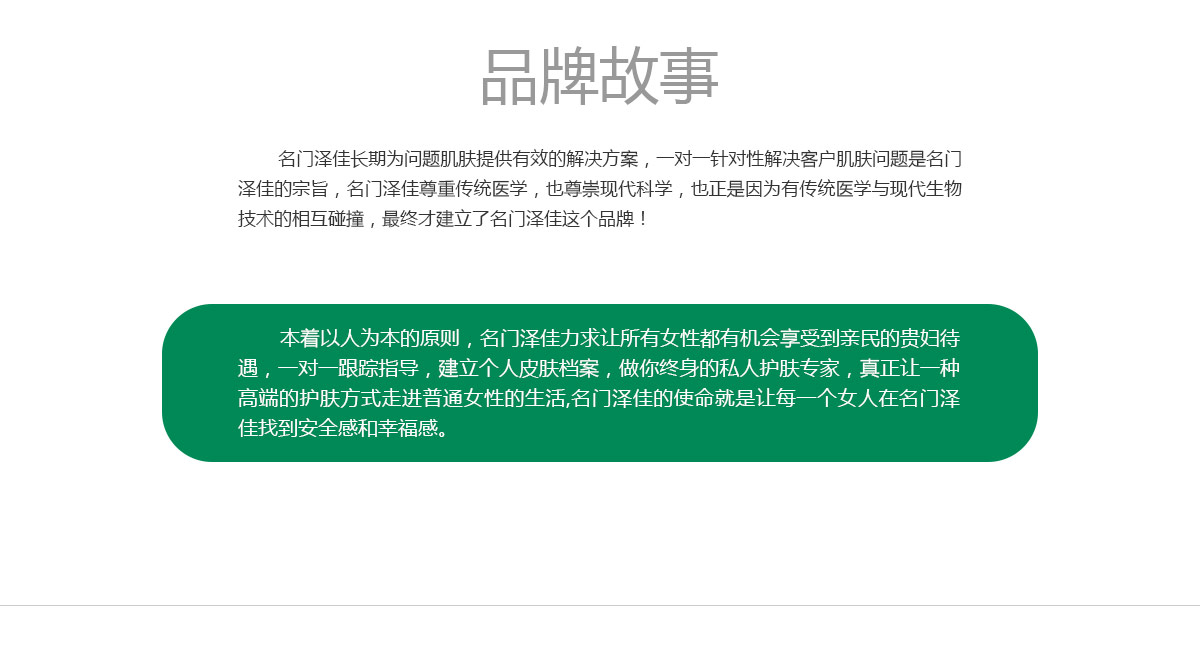 品牌故事
名门泽佳长期为问题肌肤提供有效的解决方案，一对一针对性解决客户肌肤问题是名门
泽佳的宗旨，名门泽佳尊重传统医学，也尊崇现代科学，也正是因为有传统医学与现代生物
技术的相互碰撞，最终才建立了名门泽佳这个品牌！
本着以人为本的原则，名门泽佳力求让所有女性都有机会享受到亲民的贵妇待
遇，一对一跟踪指导，建立个人皮肤档案，做你终身的私人护肤专家，真正让一种
高端的护肤方式走进普通女性的生活,名门泽佳的使命就是让每一个女人在名门泽
佳找到安全感和幸福感。